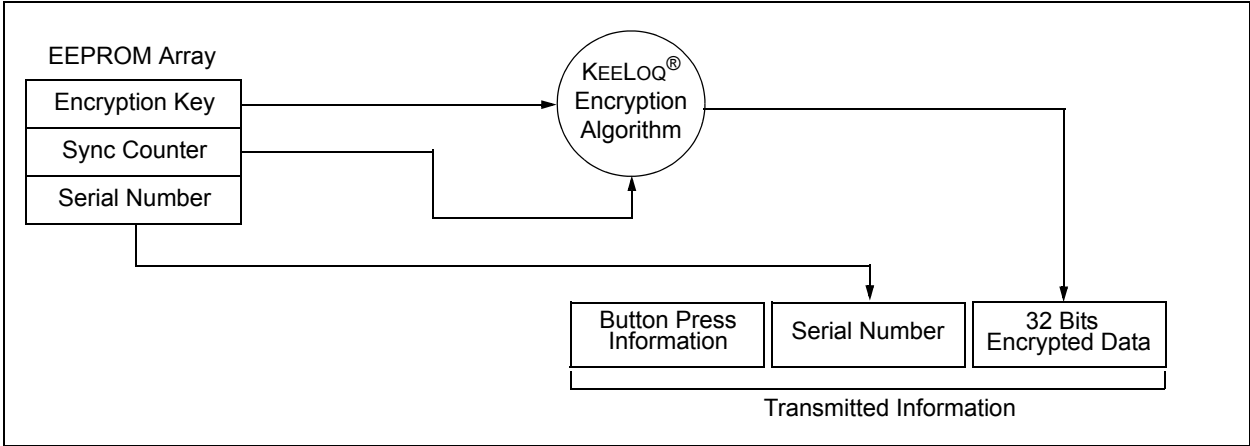 EEPROM Array
Encryption Key
Sync Counter
Serial Number
KEELOQ®
Encryption
Algorithm
Button Press
Information
Serial Number
32 Bits
Encrypted Data
Transmitted Information